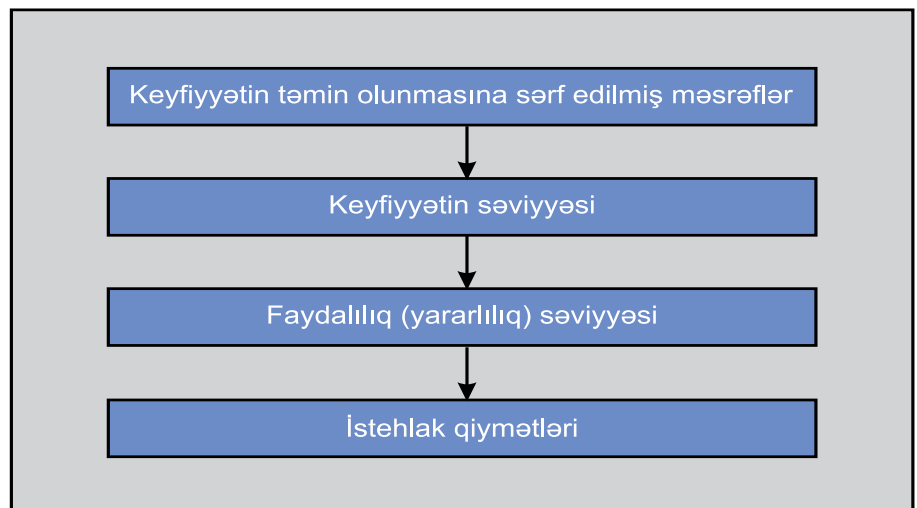 Keyfiyyətin təmin olunmasına sərf edilmiş məsrəflər
Keyfiyyətin səviyyəsi
Faydalılıq (yararlılıq) səviyyəsi
İstehlak qiymətləri